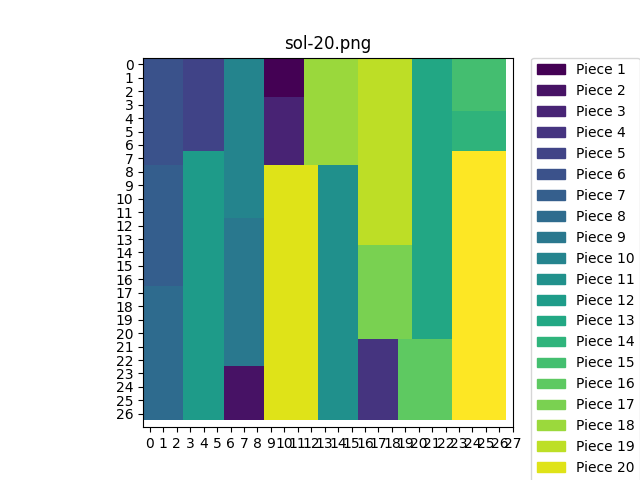 sol-20.png
0
1
2
3
4
5
6
7
8
9
10
11
12
13
14
15
16
17
18
19
20
21
22
23
24
25
26
0 1 2 3 4 5 6 7 8 9 10 11 12 13 14 15 16 17 18 19 20 21 22 23 24 25 26 27
Piece 1
Piece 2
Piece 3
Piece 4
Piece 5
Piece 6
Piece 7
Piece 8
Piece 9
Piece 10
Piece 11
Piece 12
Piece 13
Piece 14
Piece 15
Piece 16
Piece 17
Piece 18
Piece 19
Piece 20